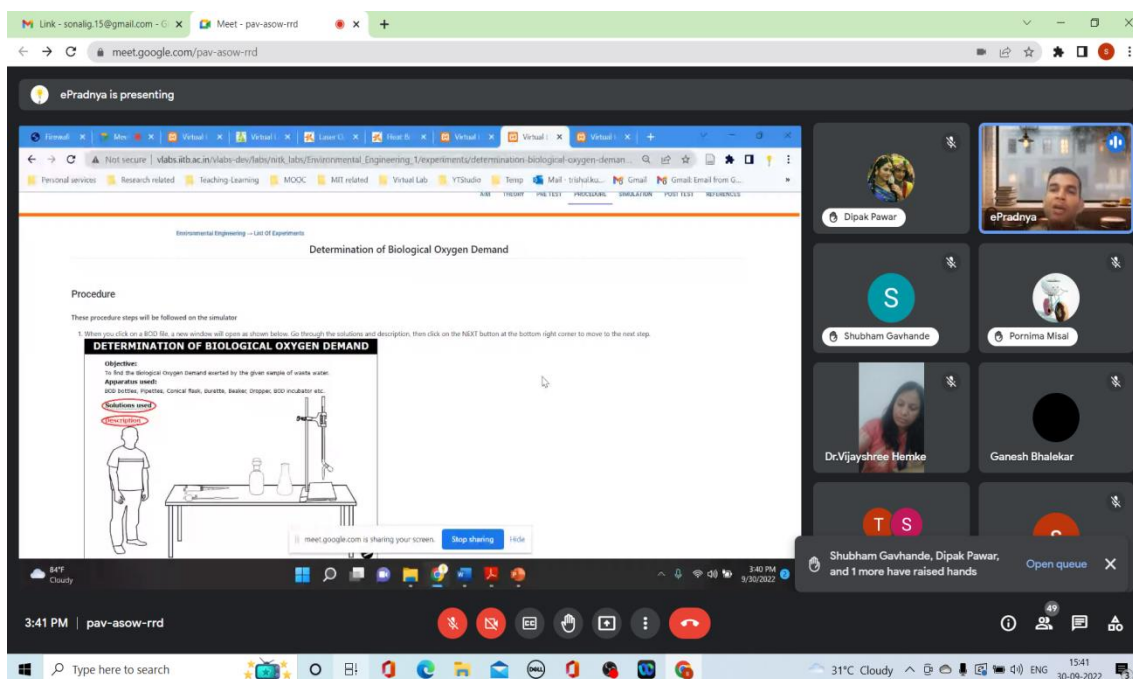 Link - sonalig.15@gmail.com - G
Meet - pav-asow-rrd
meet.google.com/pav-asow-rrd
ePradnya is presenting
Firewall
Virtual
Virtual
Virtual
Virtual
Not secure | vlabs.iitb.ac.in/vlabs-dev/labs/nitk_labs/Environmental_Engineering_1/experiments/determination-biological-oxygen-deman...
Personal services
Research related
Teaching-Learning
MOOC
MIT related
Virtual Lab
YTStudio
Temp
Mail - trishul.ku...
Gmail
Gmail: Email from G...
AIM THEORY PRE TEST PROCEDURE SIMULATION POST TEST REFERENCES
Environmental Engineering → List Of Experiments
Determination of Biological Oxygen Demand
Procedure
These procedure steps will be followed on the simulator
1. When you click on a BOD file, a new window will open as shown below. Go through the solutions and description, then click on the NEXT button at the bottom right corner to move to the next step.
DETERMINATION OF BIOLOGICAL OXYGEN DEMAND
Objective:
To find the Biological Oxygen Demand exerted by the given sample of waste water.
Apparatus used:
BOD bottles, Pipettes, Conical flask, Burette, Beaker, Dropper, BOD incubator etc.
Solutions used
Description
meet.google.com is sharing your screen.
Stop sharing
Hide
84°F
Cloudy
3:40 PM
9/30/2022
Dipak Pawar
ePradnya
S
Shubham Gavhande
Pornima Misal
Dr.Vijayshree Hemke
Ganesh Bhalekar
T S
Shubham Gavhande, Dipak Pawar,
and 1 more have raised hands
Open queue
3:41 PM | pav-asow-rrd
49
Type here to search
31°C Cloudy
ENG
15:41
30-09-2022